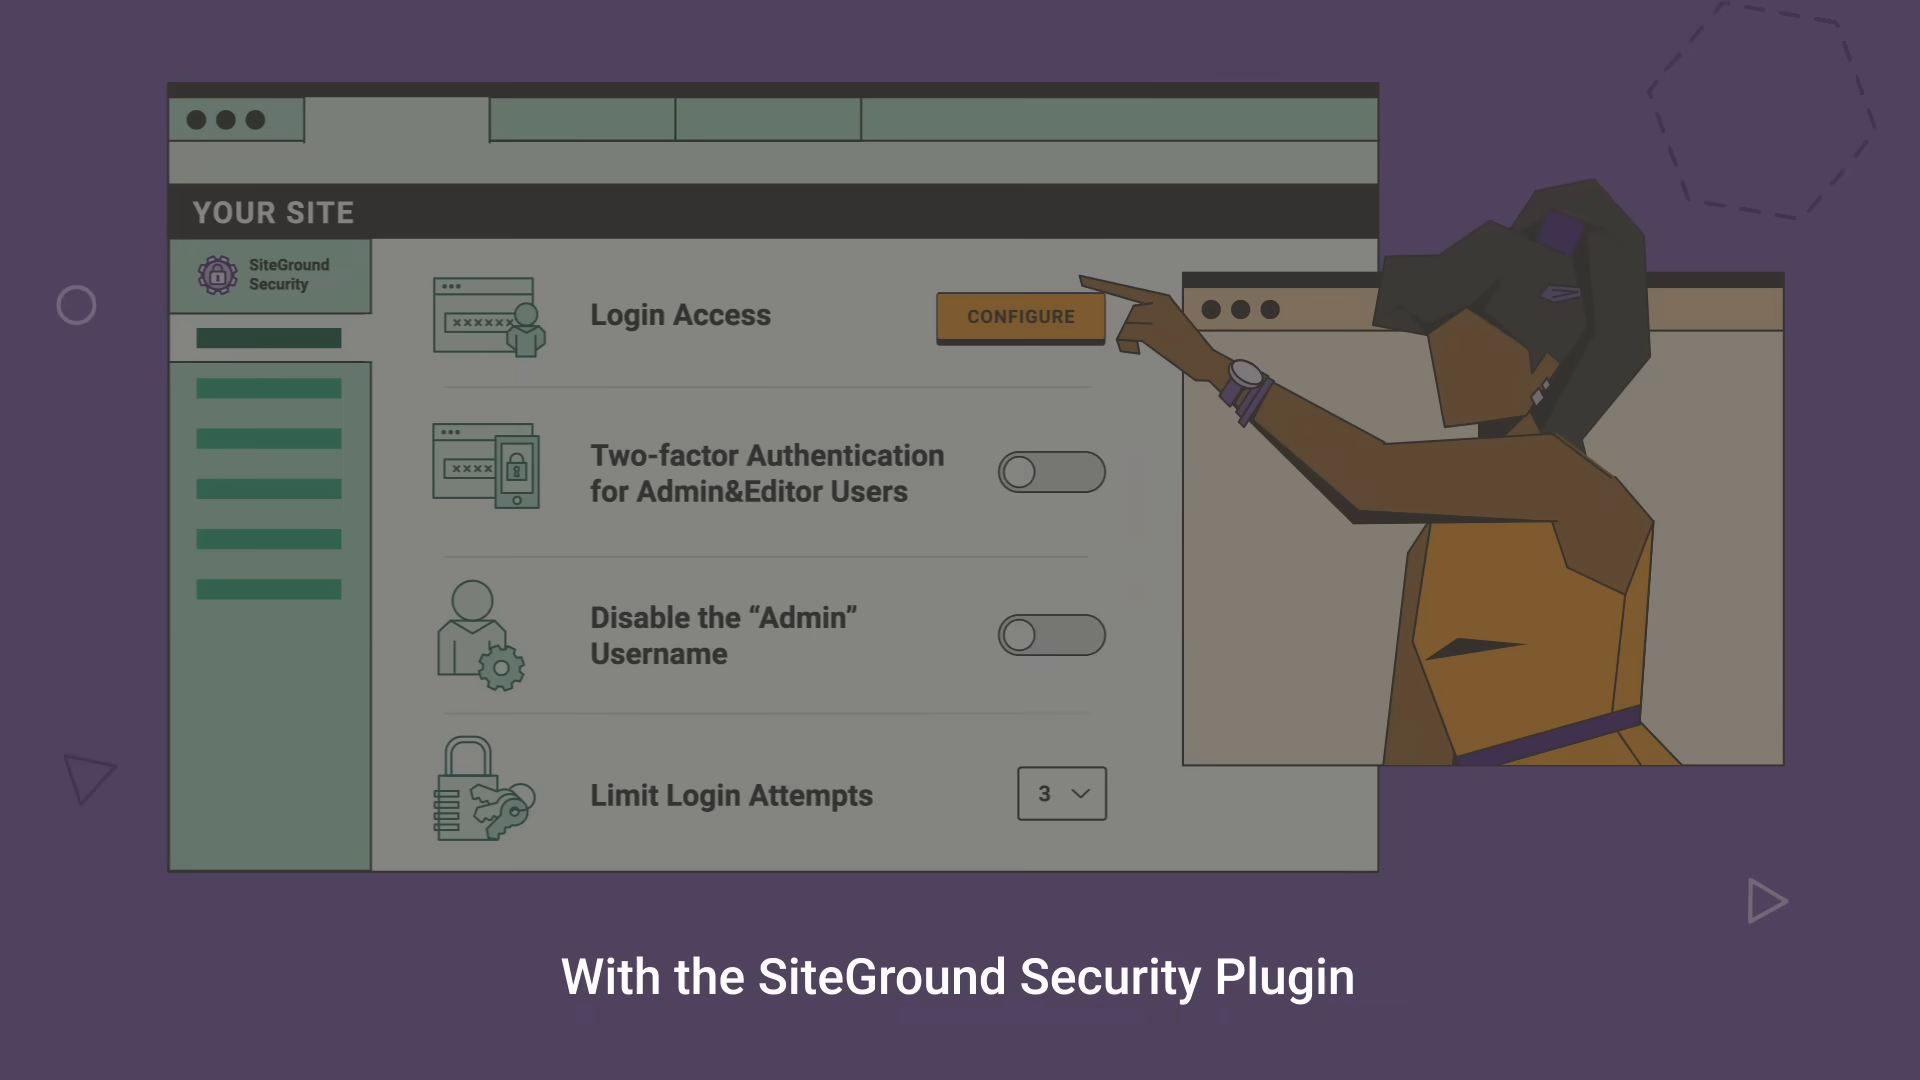 YOUR SITE
SiteGround
Security
Login Access
CONFIGURE
Two-factor Authentication
for Admin&Editor Users
Disable the “Admin”
Username
Limit Login Attempts
3
With the SiteGround Security Plugin